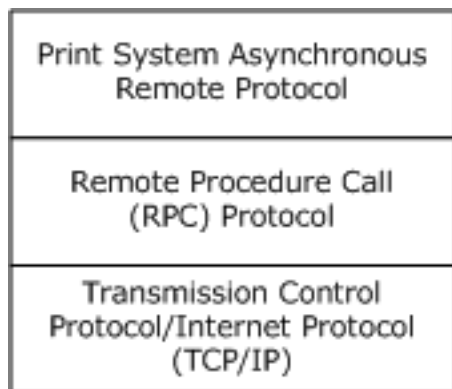 Print System Asynchronous
Remote Protocol
Remote Procedure Call
(RPC) Protocol
Transmission Control
Protocol/Internet Protocol
(TCP/IP)